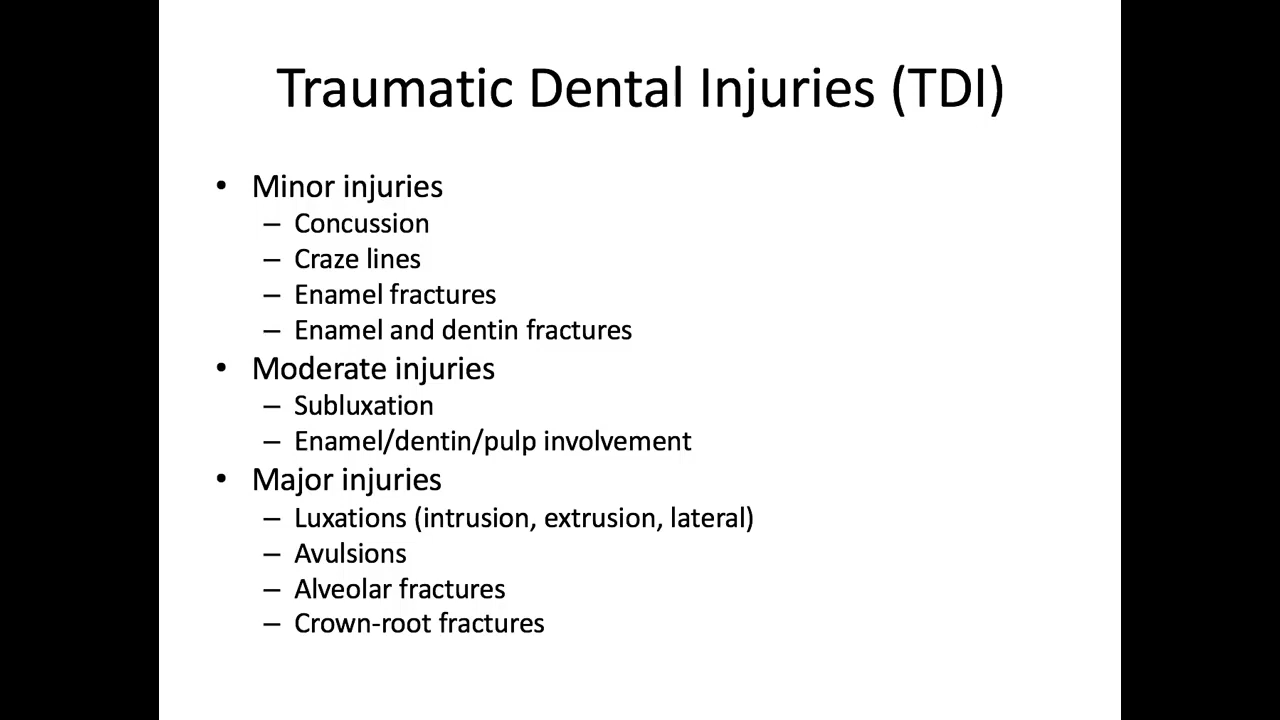 Traumatic Dental Injuries (TDI)
• Minor injuries
– Concussion
– Craze lines
– Enamel fractures
– Enamel and dentin fractures
• Moderate injuries
– Subluxation
– Enamel/dentin/pulp involvement
• Major injuries
– Luxations (intrusion, extrusion, lateral)
– Avulsions
– Alveolar fractures
– Crown-root fractures